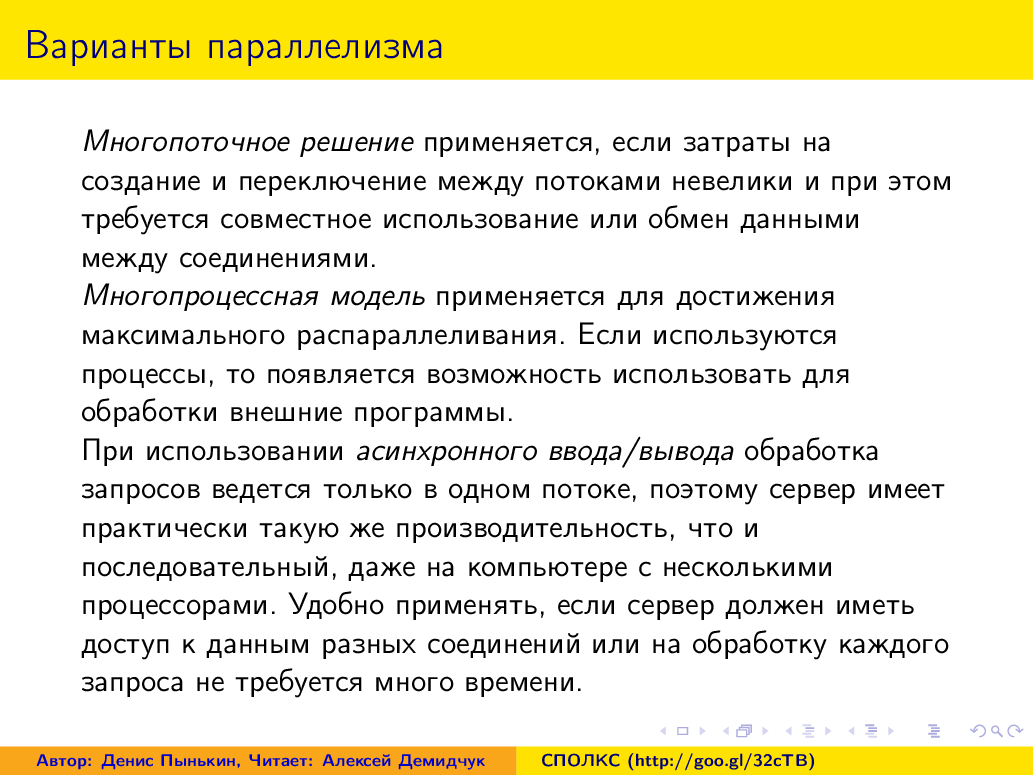 Варианты параллелизма
Многопоточное решение применяется, если затраты на
создание и переключение между потоками невелики и при этом
требуется совместное использование или обмен данными
между соединениями.
Многопроцессная модель применяется для достижения
максимального распараллеливания. Если используются
процессы, то появляется возможность использовать для
обработки внешние программы.
При использовании асинхронного ввода/вывода обработка
запросов ведется только в одном потоке, поэтому сервер имеет
практически такую же производительность, что и
последовательный, даже на компьютере с несколькими
процессорами. Удобно применять, если сервер должен иметь
доступ к данным разных соединений или на обработку каждого
запроса не требуется много времени.
Автор: Денис Пынькин, Читает: Алексей Демидчук
СПОЛКС (http://goo.gl/32cTB)